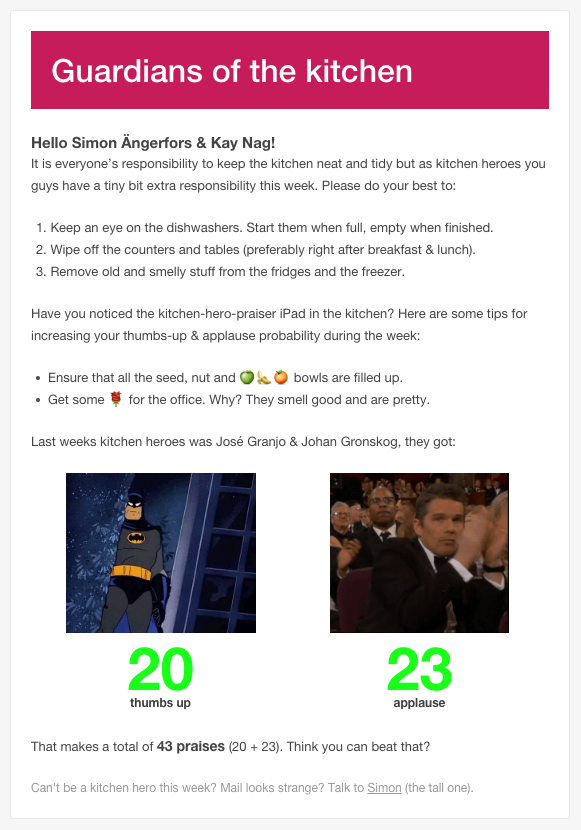 Guardians of the kitchen
Hello Simon Ängerfors & Kay Nag!
It is everyone's responsibility to keep the kitchen neat and tidy but as kitchen heroes you
guys have a tiny bit extra responsibility this week. Please do your best to:
1. Keep an eye on the dishwashers. Start them when full, empty when finished.
2. Wipe off the counters and tables (preferably right after breakfast & lunch).
3. Remove old and smelly stuff from the fridges and the freezer.
Have you noticed the kitchen-hero-praiser iPad in the kitchen? Here are some tips for
increasing your thumbs-up & applause probability during the week:
• Ensure that all the seed, nut and 🍏🍌🍊 bowls are filled up.
• Get some 🌹 for the office. Why? They smell good and are pretty.
Last weeks kitchen heroes was José Granjo & Johan Gronskog, they got:
20
thumbs up
23
applause
That makes a total of 43 praises (20 + 23). Think you can beat that?
Can't be a kitchen hero this week? Mail looks strange? Talk to Simon (the tall one).